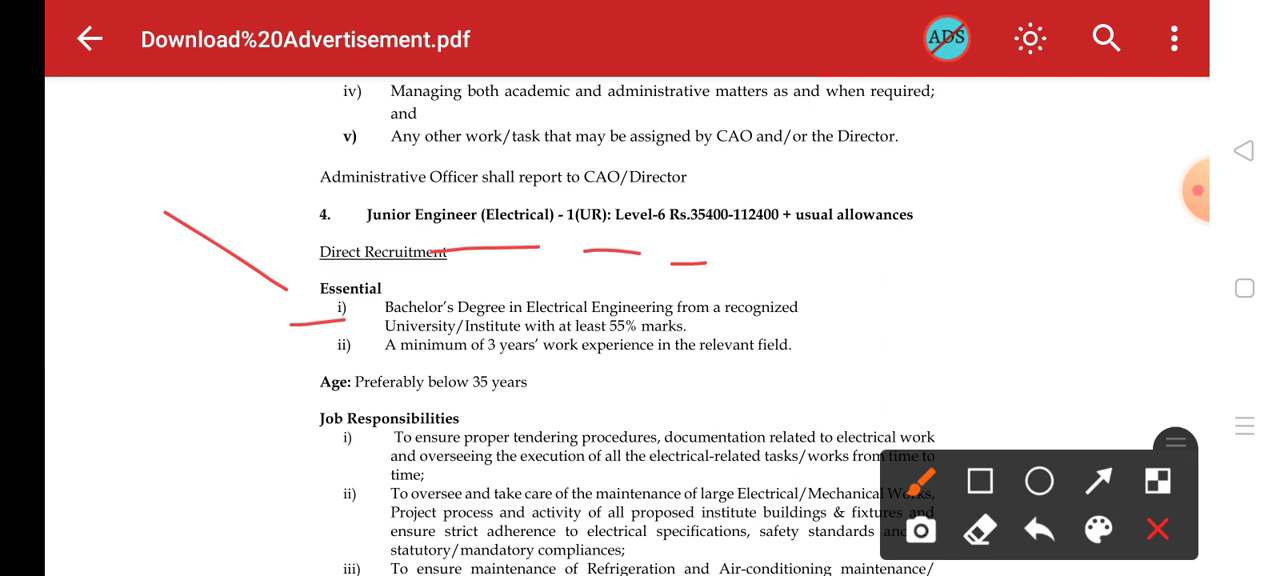 Download%20Advertisement.pdf
ADS
iv) Managing both academic and administrative matters as and when required;
and
v) Any other work/task that may be assigned by CAO and/or the Director.
Administrative Officer shall report to CAO/Director
4. Junior Engineer (Electrical) - 1(UR): Level-6 Rs.35400-112400 + usual allowances
Direct Recruitment
Essential
i) Bachelor's Degree in Electrical Engineering from a recognized
University/Institute with at least 55% marks.
ii) A minimum of 3 years' work experience in the relevant field.
Age: Preferably below 35 years
Job Responsibilities
i) To ensure proper tendering procedures, documentation related to electrical work
and overseeing the execution of all the electrical-related tasks/works from time to
time;
ii) To oversee and take care of the maintenance of large Electrical/Mechanical Works,
Project process and activity of all proposed institute buildings & fixtures and
ensure strict adherence to electrical specifications, safety standards and
statutory/mandatory compliances;
iii) To ensure maintenance of Refrigeration and Air-conditioning maintenance/